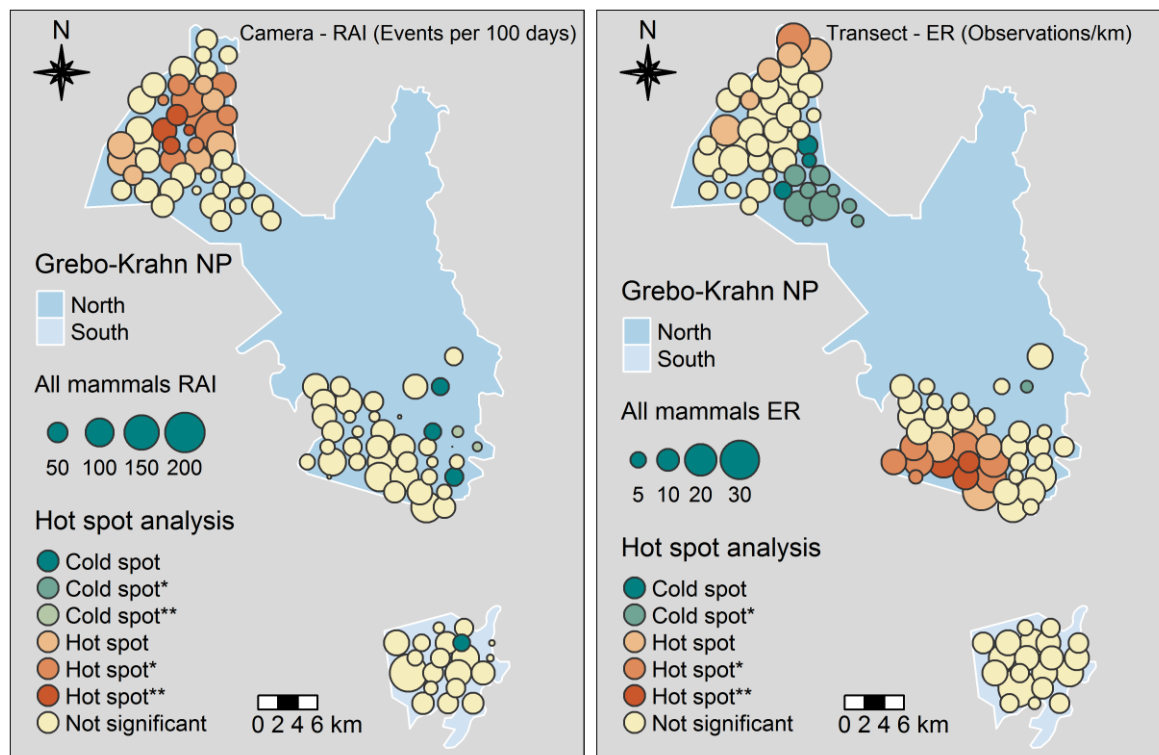 Camera - RAI (Events per 100 days)
N
Grebo-Krahn NP
North
South
All mammals RAI
50 100 150 200
Hot spot analysis
Cold spot
Cold spot*
Cold spot**
Hot spot
Hot spot*
Hot spot**
Not significant
0 2 4 6 km
Transect - ER (Observations/km)
N
Grebo-Krahn NP
North
South
All mammals ER
5 10 20 30
Hot spot analysis
Cold spot
Cold spot*
Hot spot
Hot spot*
Hot spot**
Not significant
0 2 4 6 km